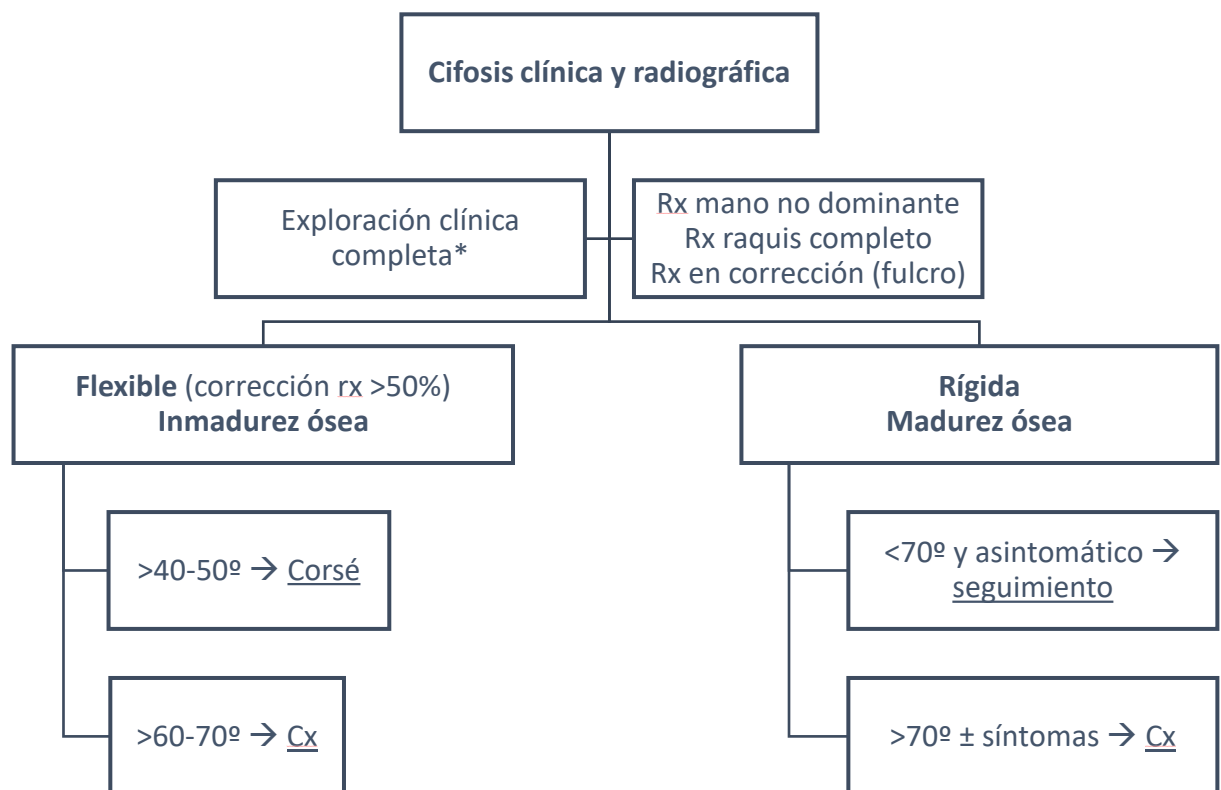 Cifosis clínica y radiográfica
Exploración clínica
completa*
Rx mano no dominante
Rx raquis completo
Rx en corrección (fulcro)
Flexible (corrección rx >50%)
Inmadurez ósea
Rígida
Madurez ósea
>40-50º → Corsé
<70º y asintomático →
seguimiento
>60-70º → Cx
>70º ± síntomas → Cx